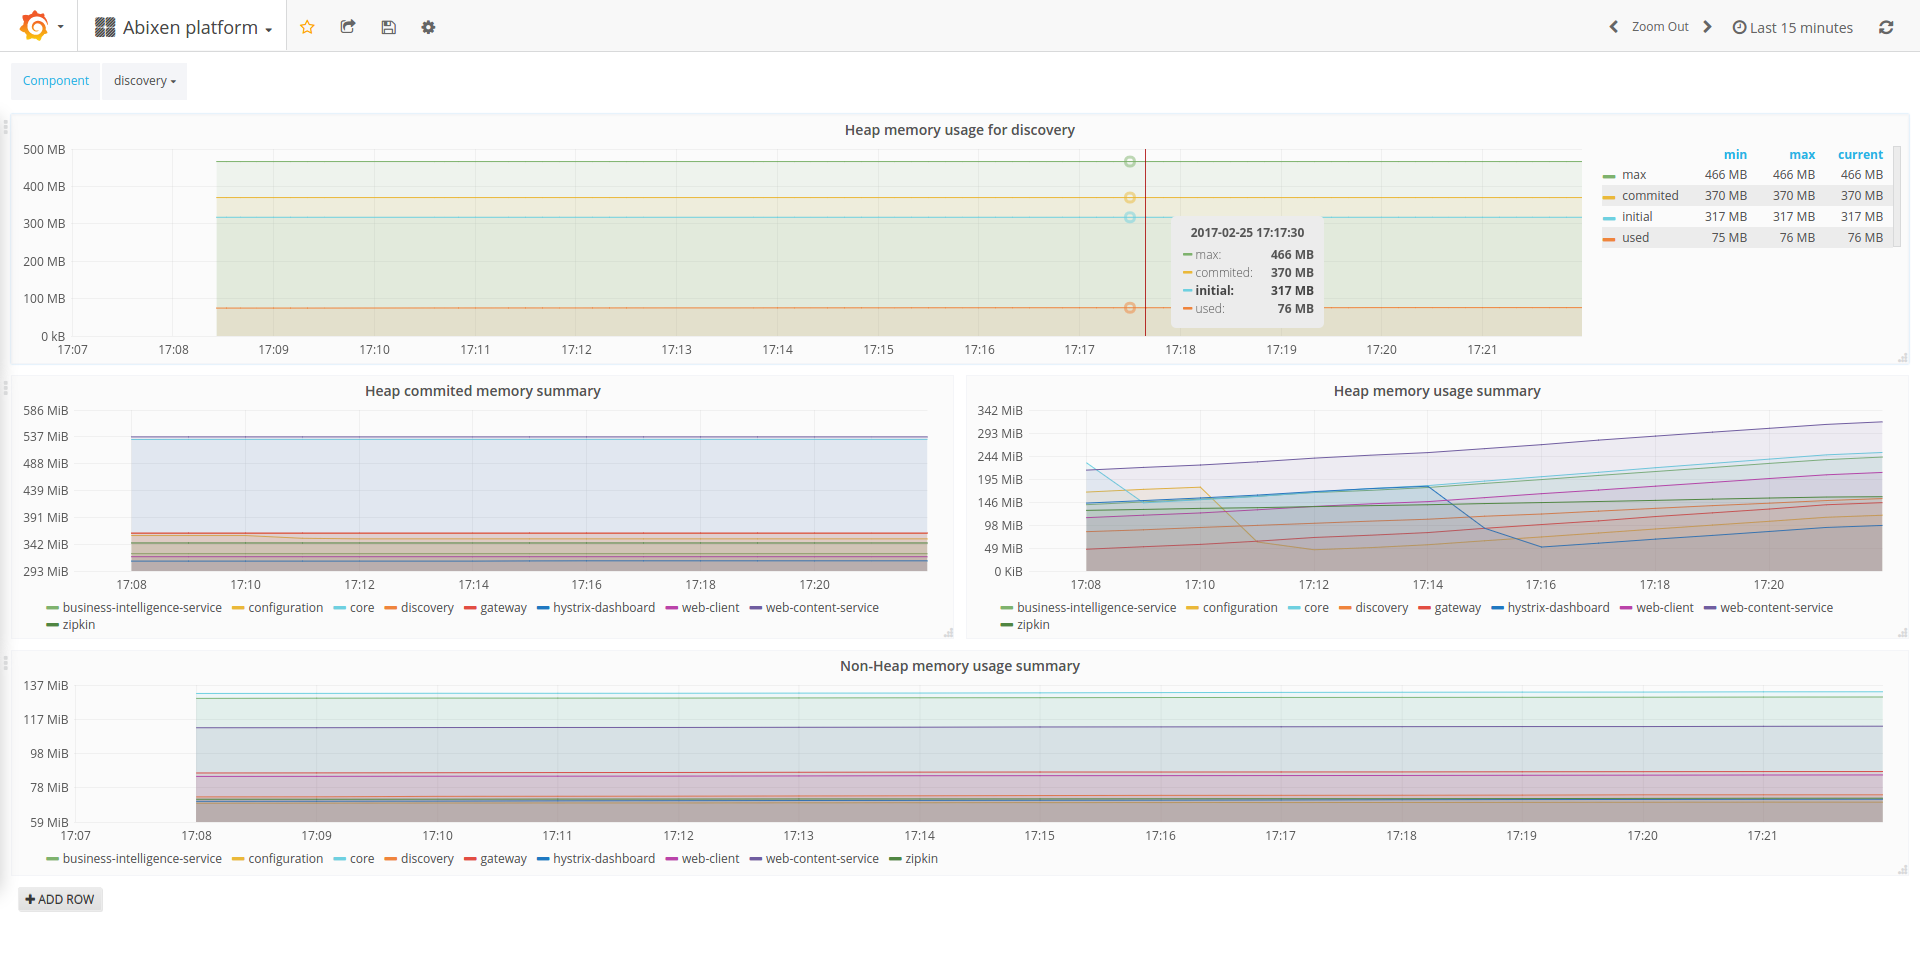 Abixen platform
Zoom Out
Last 15 minutes
Component
discovery
Heap memory usage for discovery
500 MB
400 MB
300 MB
200 MB
100 MB
0 kB
17:07 17:08 17:09 17:10 17:11 17:12 17:13 17:14 17:15 17:16 17:17 17:18 17:19 17:20 17:21
2017-02-25 17:17:30
max: 466 MB
commited: 370 MB
initial: 317 MB
used: 76 MB
min max current
max 466 MB 466 MB 466 MB
commited 370 MB 370 MB 370 MB
initial 317 MB 317 MB 317 MB
used 75 MB 76 MB 76 MB
Heap commited memory summary
586 MiB
537 MiB
488 MiB
439 MiB
391 MiB
342 MiB
293 MiB
17:08 17:10 17:12 17:14 17:16 17:18 17:20
business-intelligence-service configuration core discovery gateway hystrix-dashboard web-client web-content-service
zipkin
Heap memory usage summary
342 MiB
293 MiB
244 MiB
195 MiB
146 MiB
98 MiB
49 MiB
0 KiB
17:08 17:10 17:12 17:14 17:16 17:18 17:20
business-intelligence-service configuration core discovery gateway hystrix-dashboard web-client web-content-service
zipkin
Non-Heap memory usage summary
137 MiB
117 MiB
98 MiB
78 MiB
59 MiB
17:07 17:08 17:09 17:10 17:11 17:12 17:13 17:14 17:15 17:16 17:17 17:18 17:19 17:20 17:21
business-intelligence-service configuration core discovery gateway hystrix-dashboard web-client web-content-service zipkin
ADD ROW